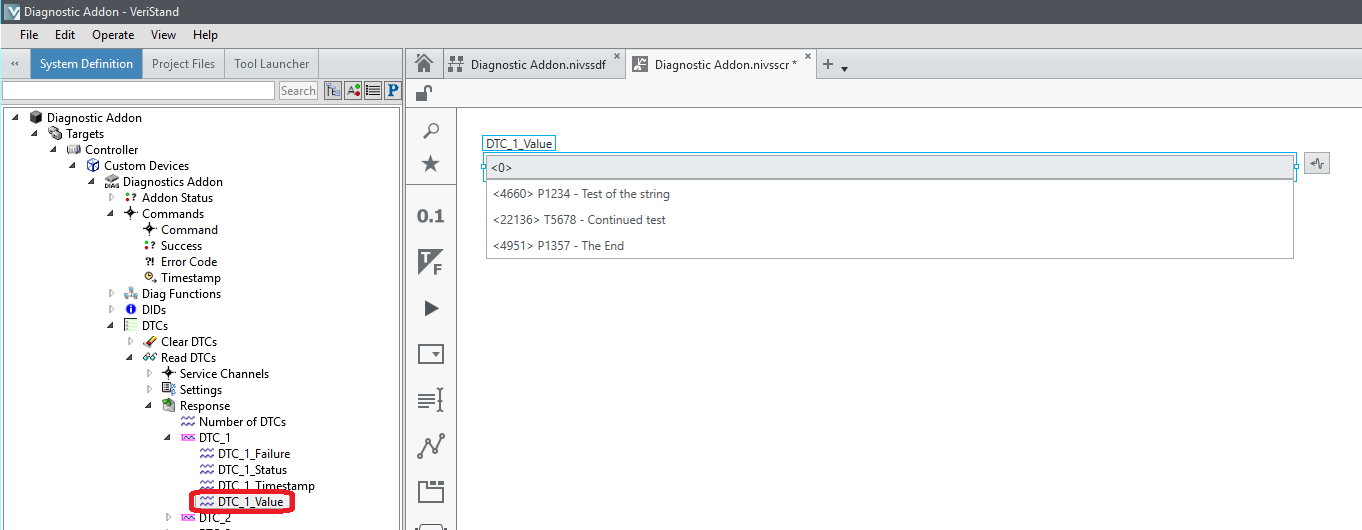 Diagnostic Addon - VeriStand
File Edit Operate View Help
System Definition Project Files Tool Launcher
Diagnostic Addon.nivssdf
Diagnostic Addon.nivsscr *
Search
P
Diagnostic Addon
Targets
Controller
Custom Devices
DIAG Diagnostics Addon
Addon Status
Commands
Command
Success
Error Code
Timestamp
Diag Functions
DIDs
DTCs
Clear DTCs
Read DTCs
Service Channels
Settings
Response
Number of DTCs
DTC_1
DTC_1_Failure
DTC_1_Status
DTC_1_Timestamp
DTC_1_Value
DTC_2
0.1
T
F
DTC_1_Value
<0>
<4660> P1234 - Test of the string
<22136> T5678 - Continued test
<4951> P1357 - The End